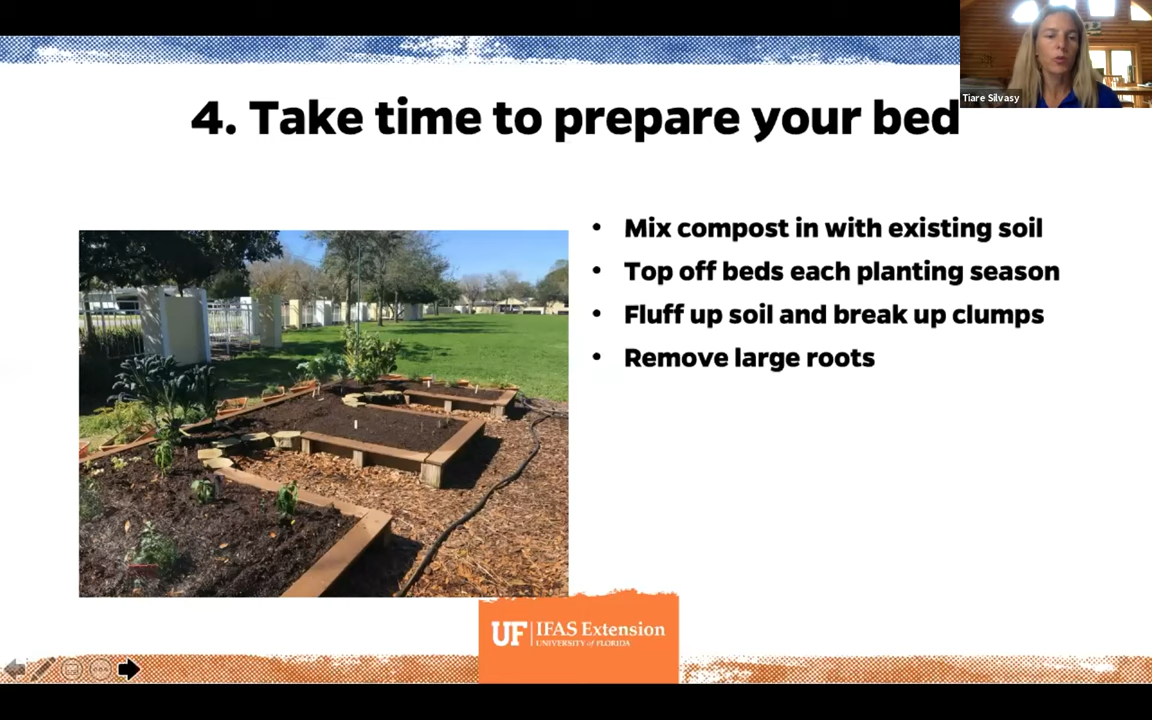 Tiare Silvasy
4. Take time to prepare your bed
• Mix compost in with existing soil
• Top off beds each planting season
• Fluff up soil and break up clumps
• Remove large roots
UF IFAS Extension
UNIVERSITY of FLORIDA